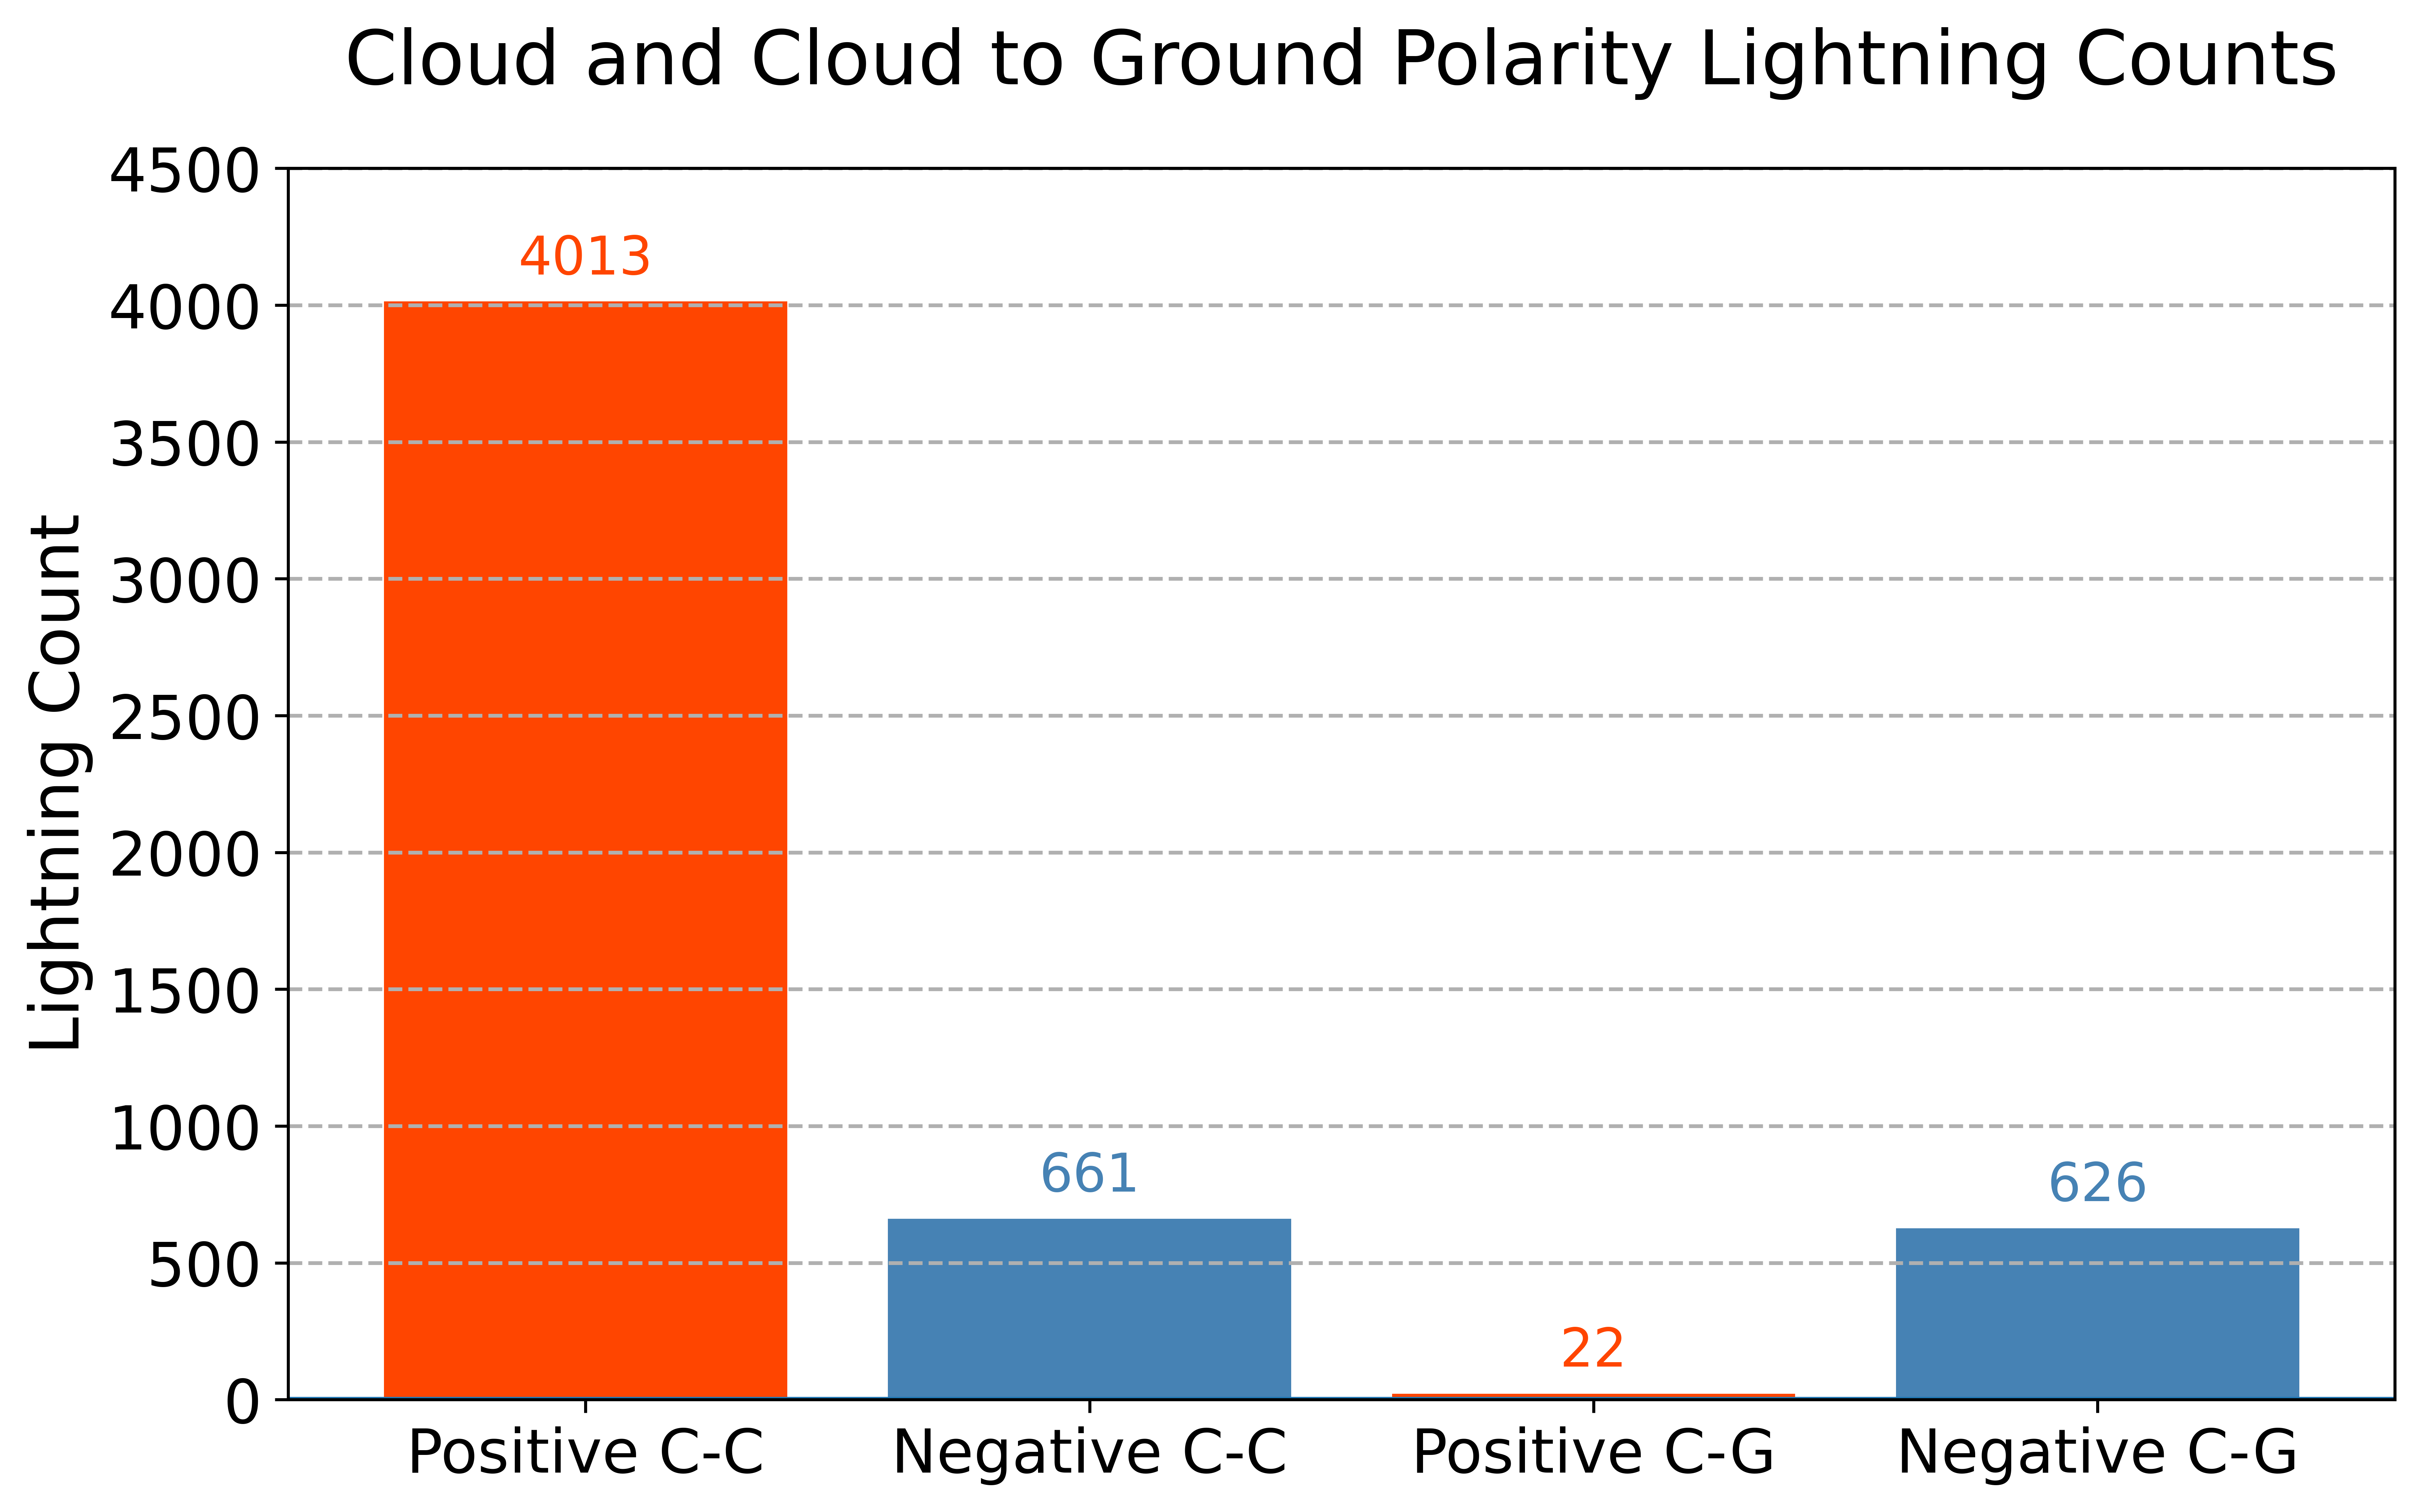 Cloud and Cloud to Ground Polarity Lightning Counts
Lightning Count
4500
4000
3500
3000
2500
2000
1500
1000
500
0
4013
661
22
626
Positive C-C
Negative C-C
Positive C-G
Negative C-G